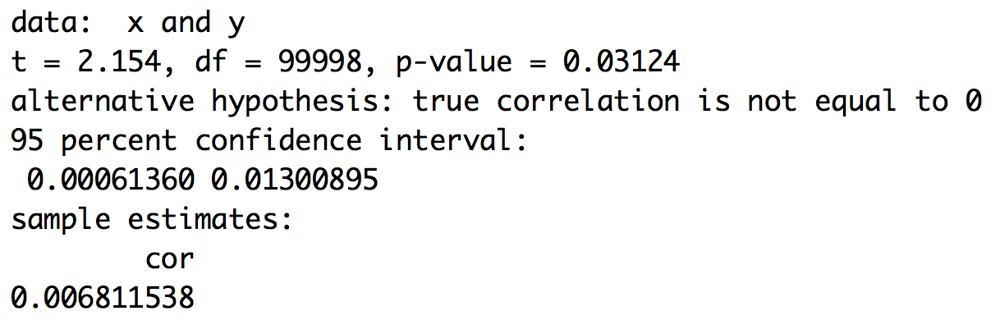 data:  x and y
t = 2.154, df = 99998, p-value = 0.03124
alternative hypothesis: true correlation is not equal to 0
95 percent confidence interval:
 0.00061360 0.01300895
sample estimates:
        cor
0.006811538